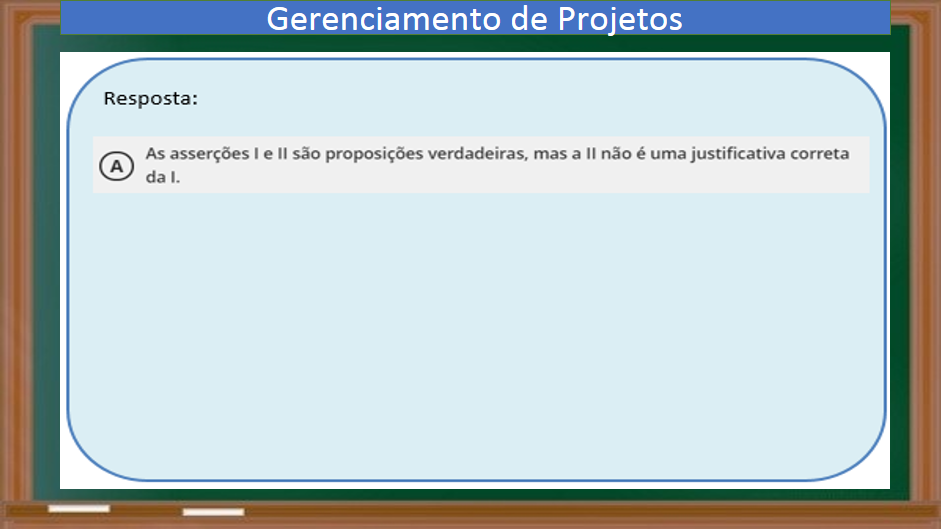 Gerenciamento de Projetos
Resposta:
A
As asserções I e II são proposições verdadeiras, mas a II não é uma justificativa correta
da I.